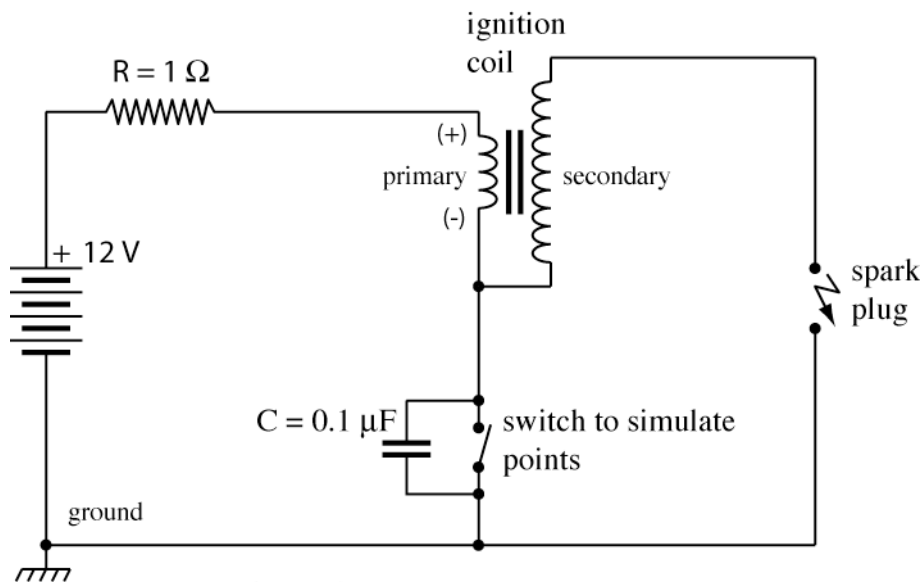 ignition
coil
R = 1 Ω
(+)
primary
secondary
(-)
+ 12 V
spark
plug
C = 0.1 μF
switch to simulate
points
ground